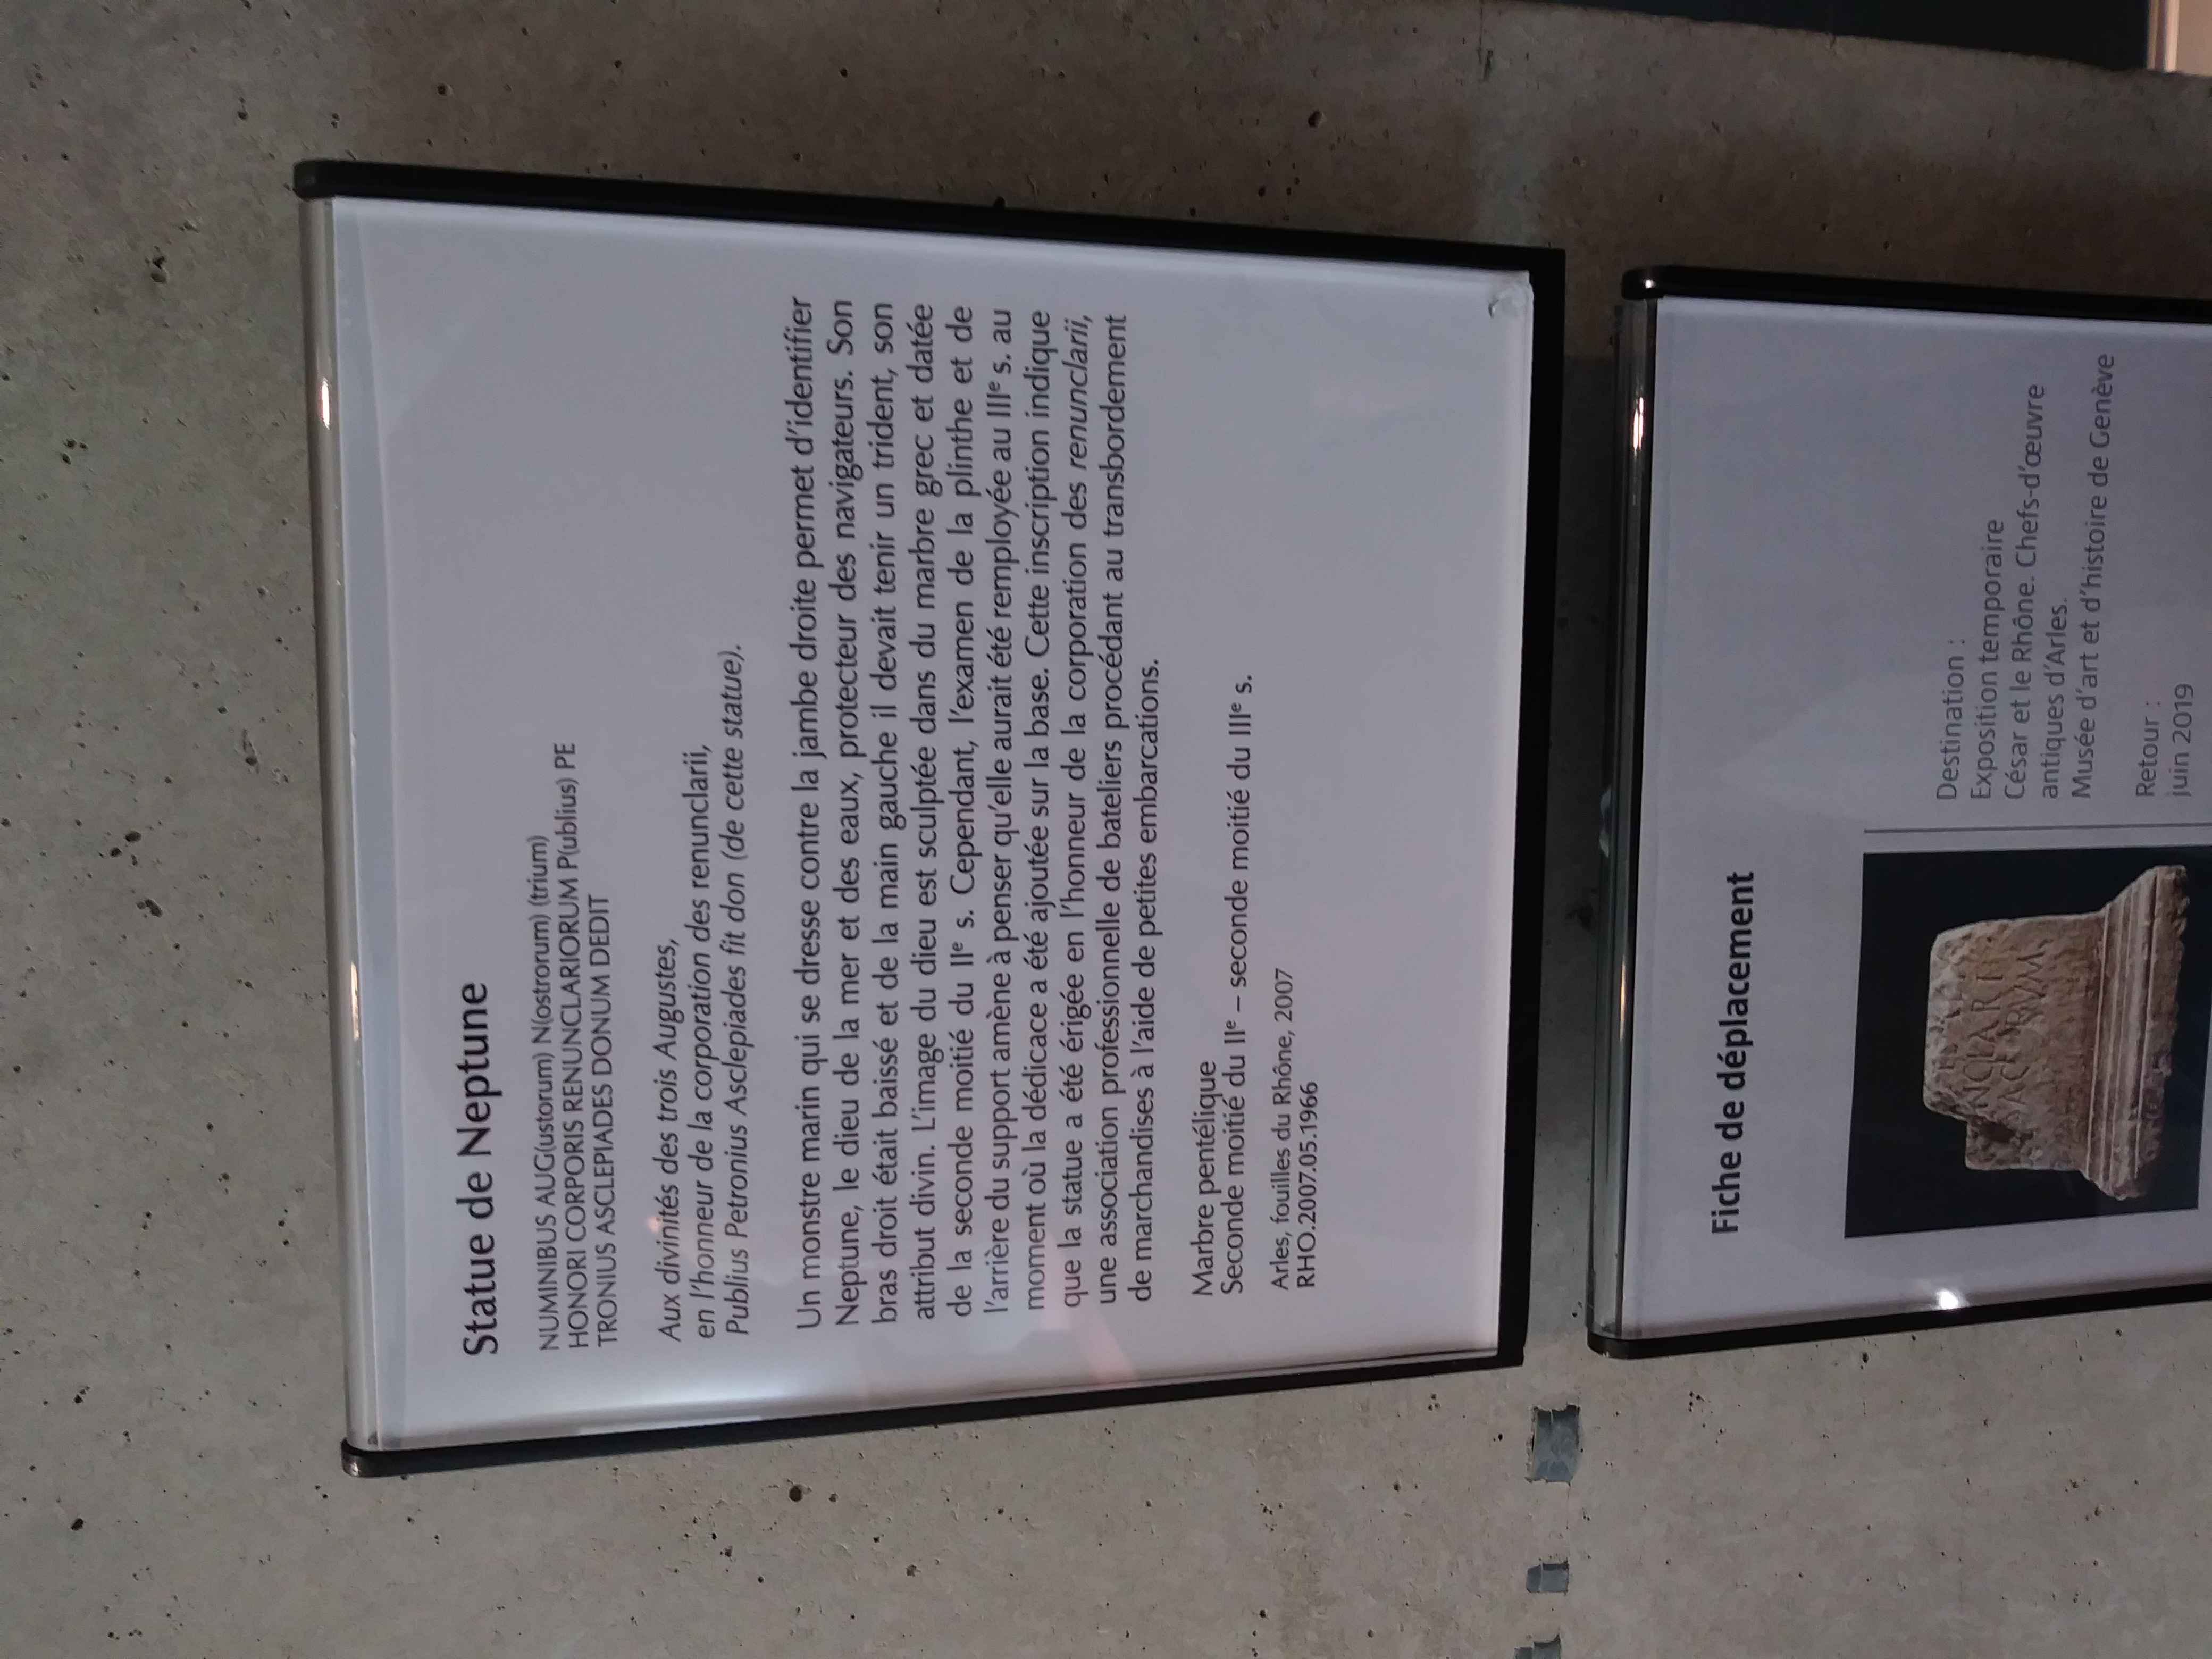 Statue de Neptune
NUMINIBUS AUG(ustorum) N(ostrorum) (trium)
HONORI CORPORIS RENUNCLARIORUM P(ublius) PE
TRONIUS ASCLEPIADES DONUM DEDIT
Aux divinités des trois Augustes,
en l'honneur de la corporation des renunclarii,
Publius Petronius Asclepiades fit don (de cette statue).
Un monstre marin qui se dresse contre la jambe droite permet d'identifier
Neptune, le dieu de la mer et des eaux, protecteur des navigateurs. Son
bras droit était baissé et de la main gauche il devait tenir un trident, son
attribut divin. L'image du dieu est sculptée dans du marbre grec et datée
de la seconde moitié du IIe s. Cependant, l'examen de la plinthe et de
l'arrière du support amène à penser qu'elle aurait été remployée au IIIe s. au
moment où la dédicace a été ajoutée sur la base. Cette inscription indique
que la statue a été érigée en l'honneur de la corporation des renunclarii,
une association professionnelle de bateliers procédant au transbordement
de marchandises à l'aide de petites embarcations.
Marbre pentélique
Seconde moitié du IIe – seconde moitié du IIIe s.
Arles, fouilles du Rhône, 2007
RHO.2007.05.1966
Fiche de déplacement
Destination :
Exposition temporaire
César et le Rhône. Chefs-d'œuvre
antiques d'Arles.
Musée d'art et d'histoire de Genève
Retour :
juin 2019